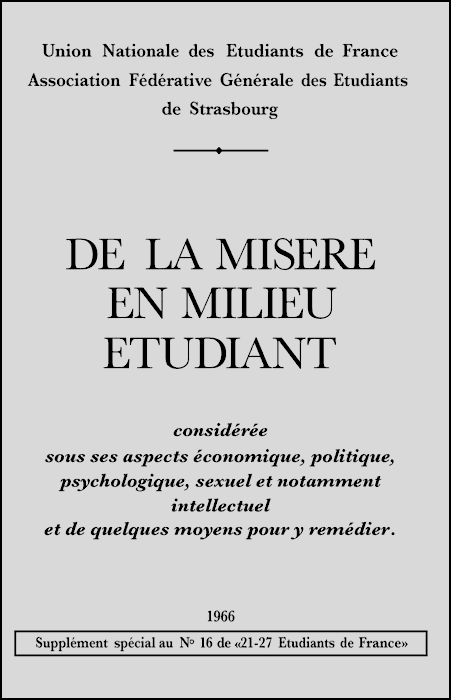 Union Nationale des Etudiants de France
Association Fédérative Générale des Etudiants
de Strasbourg
DE LA MISERE
EN MILIEU
ETUDIANT
considérée
sous ses aspects économique, politique,
psychologique, sexuel et notamment
intellectuel
et de quelques moyens pour y remédier.
1966
Supplément spécial au Nº 16 de «21-27 Etudiants de France»